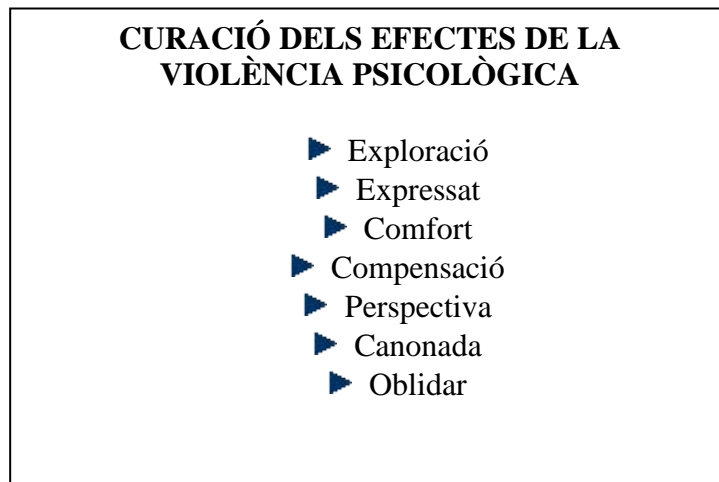 CURACIÓ DELS EFECTES DE LA
VIOLÈNCIA PSICOLÒGICA
Exploració
Expressat
Comfort
Compensació
Perspectiva
Canonada
Oblidar